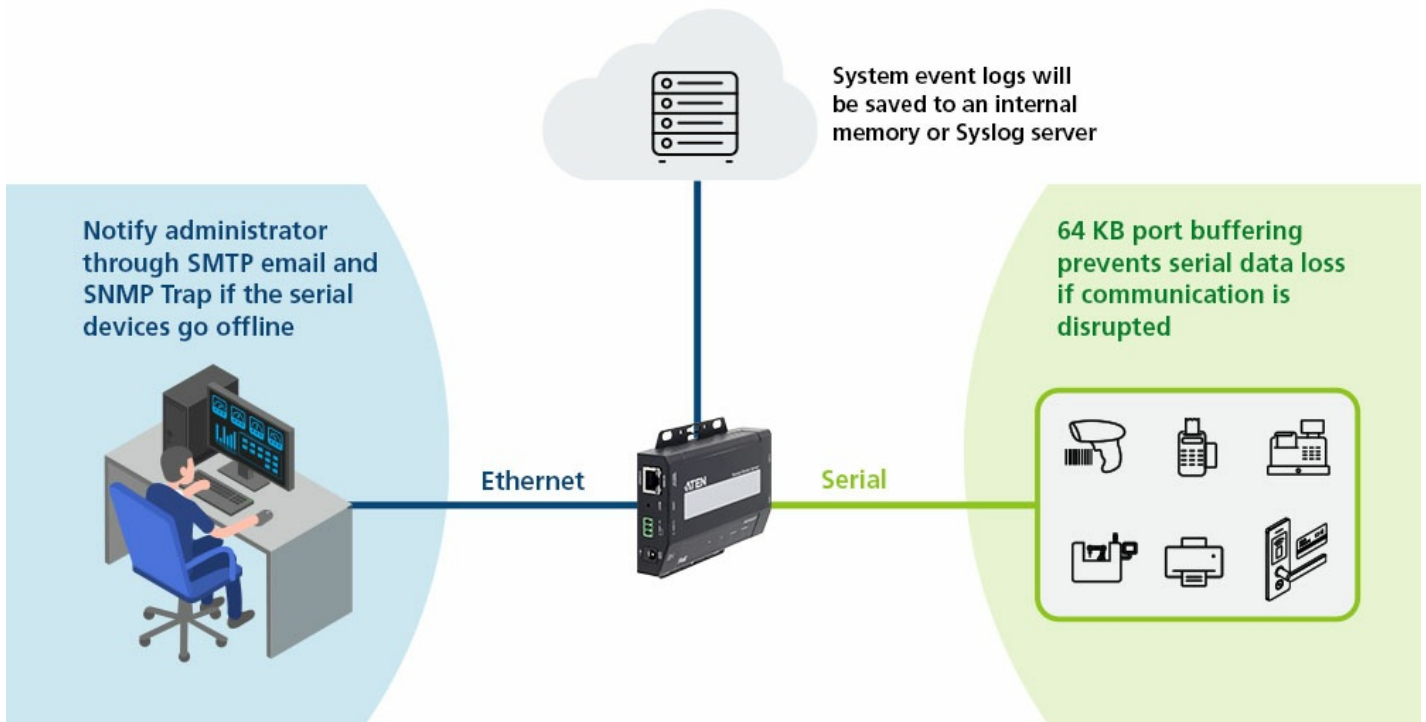 System event logs will
be saved to an internal
memory or Syslog server
Notify administrator
through SMTP email and
SNMP Trap if the serial
devices go offline
64 KB port buffering
prevents serial data loss
if communication is
disrupted
Ethernet
Serial
ATEN